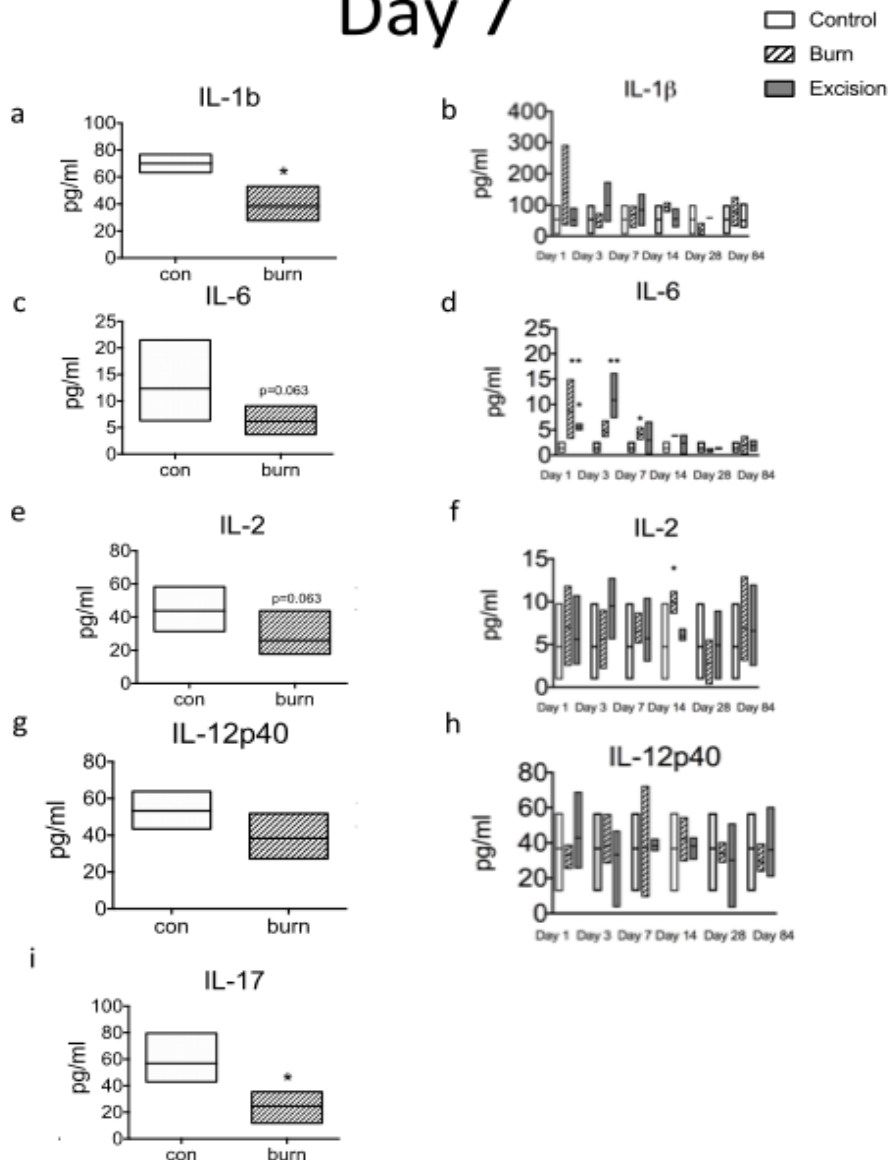 Day 7
Control
Burn
Excision
a
IL-1b
pg/ml
100
80
60
40
20
0
*
con burn
b
IL-1β
pg/ml
400
300
200
100
0
Day 1 Day 3 Day 7 Day 14 Day 28 Day 84
c
IL-6
pg/ml
25
20
15
10
5
0
p=0.063
con burn
d
IL-6
pg/ml
25
20
15
10
5
0
** **
* *
Day 1 Day 3 Day 7 Day 14 Day 28 Day 84
e
IL-2
pg/ml
80
60
40
20
0
p=0.063
con burn
f
IL-2
pg/ml
15
10
5
0
*
Day 1 Day 3 Day 7 Day 14 Day 28 Day 84
g
IL-12p40
pg/ml
80
60
40
20
0
con burn
h
IL-12p40
pg/ml
80
60
40
20
0
Day 1 Day 3 Day 7 Day 14 Day 28 Day 84
i
IL-17
pg/ml
100
80
60
40
20
0
*
con burn